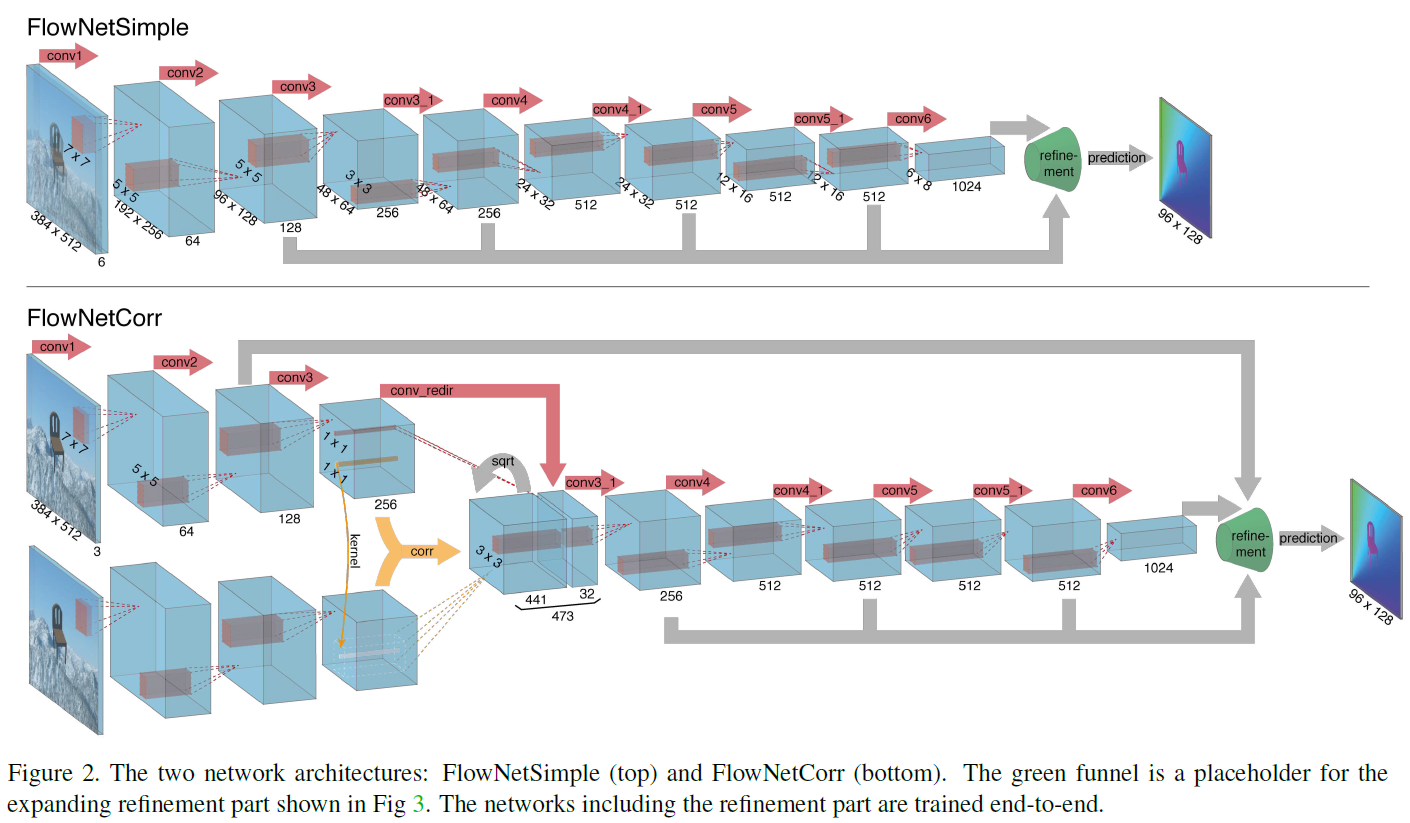 FlowNetSimple
conv1
conv2
conv3
conv3_1
conv4
conv4_1
conv5
conv5_1
conv6
7 x 7
5 x 5
5 x 5
3 x 3
384 x 512
192 x 256
96 x 128
48 x 64
48 x 64
24 x 32
24 x 32
12 x 16
12 x 16
6 x 8
6
64
128
256
256
512
512
512
512
1024
refine-
ment
prediction
96 x 128
FlowNetCorr
conv1
conv2
conv3
conv_redir
sqrt
conv3_1
conv4
conv4_1
conv5
conv5_1
conv6
7 x 7
5 x 5
1 x 1
1 x 1
3 x 3
384 x 512
3
64
128
256
kernel
corr
441
32
473
256
512
512
512
512
1024
refine-
ment
prediction
96 x 128
Figure 2. The two network architectures: FlowNetSimple (top) and FlowNetCorr (bottom). The green funnel is a placeholder for the
expanding refinement part shown in Fig 3. The networks including the refinement part are trained end-to-end.